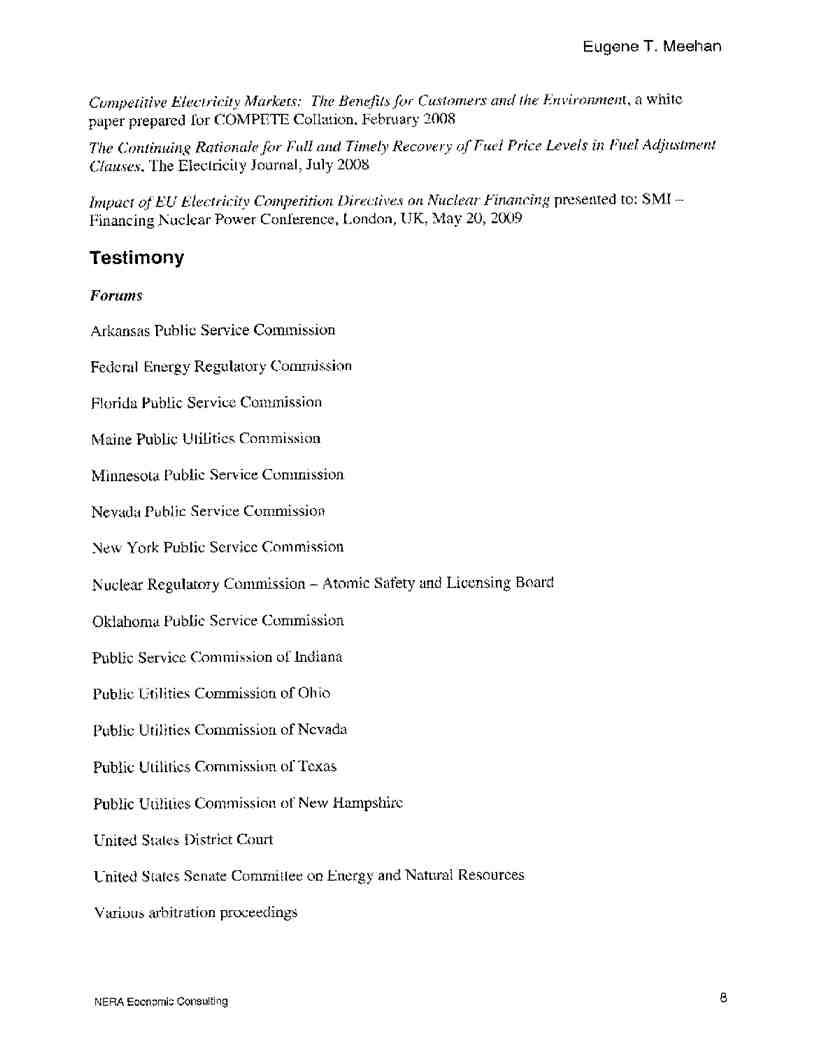 Eugene T. Meehan
Competitive Electricity Markets: The Benefits for Customers and the Environment, a white
paper prepared for COMPETE Collation, February 2008
The Continuing Rationale for Full and Timely Recovery of Fuel Price Levels in Fuel Adjustment
Clauses, The Electricity Journal, July 2008
Impact of EU Electricity Competition Directives on Nuclear Financing presented to: SMI –
Financing Nuclear Power Conference, London, UK, May 20, 2009
Testimony
Forums
Arkansas Public Service Commission
Federal Energy Regulatory Commission
Florida Public Service Commission
Maine Public Utilities Commission
Minnesota Public Service Commission
Nevada Public Service Commission
New York Public Service Commission
Nuclear Regulatory Commission – Atomic Safety and Licensing Board
Oklahoma Public Service Commission
Public Service Commission of Indiana
Public Utilities Commission of Ohio
Public Utilities Commission of Nevada
Public Utilities Commission of Texas
Public Utilities Commission of New Hampshire
United States District Court
United States Senate Committee on Energy and Natural Resources
Various arbitration proceedings
NERA Economic Consulting
8